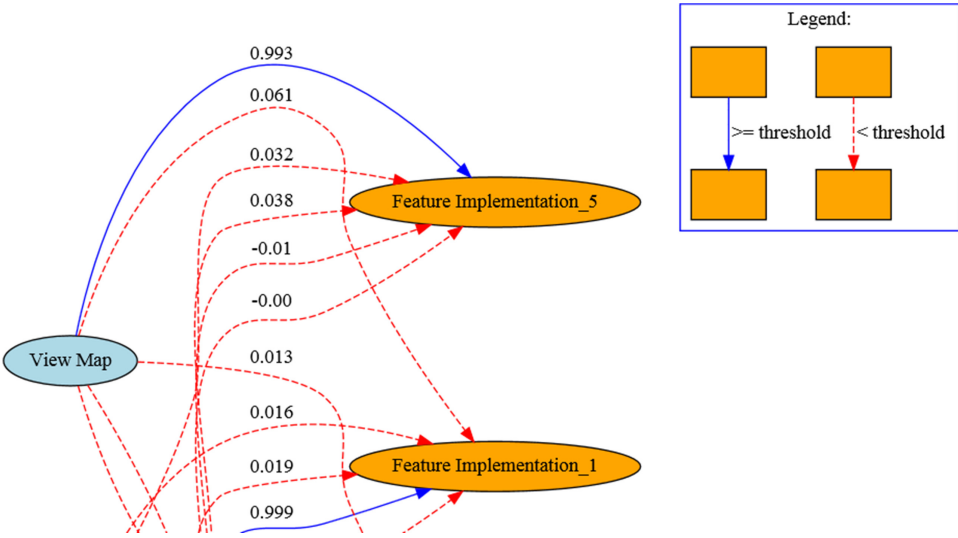 Legend:
>= threshold
< threshold
0.993
0.061
0.032
Feature Implementation_5
0.038
-0.01
-0.00
View Map
0.013
0.016
Feature Implementation_1
0.019
0.999